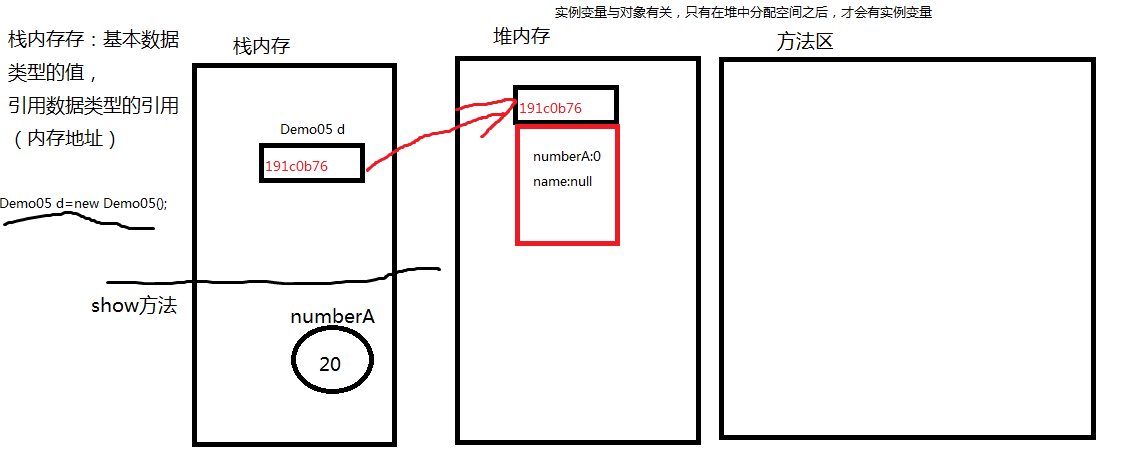 实例变量与对象有关，只有在堆中分配空间之后，才会有实例变量
栈内存存：基本数据
类型的值，
引用数据类型的引用
（内存地址）
栈内存
堆内存
方法区
Demo05 d
191c0b76
191c0b76
numberA:0
name:null
Demo05 d=new Demo05();
show方法
numberA
20